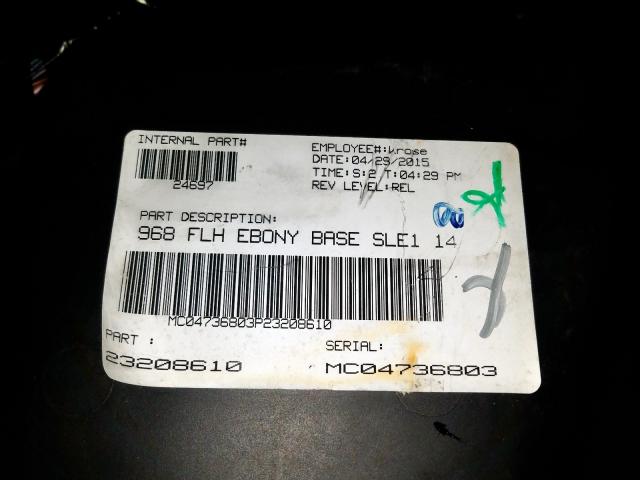 INTERNAL PART#
24697
EMPLOYEE#:V.rose
DATE:04/29/2015
TIME:S:2 T:04:29 PM
REV LEVEL:REL
PART DESCRIPTION:
968 FLH EBONY BASE SLE1 14
MC04736803P23208610
PART :
23208610
SERIAL:
MC04736803